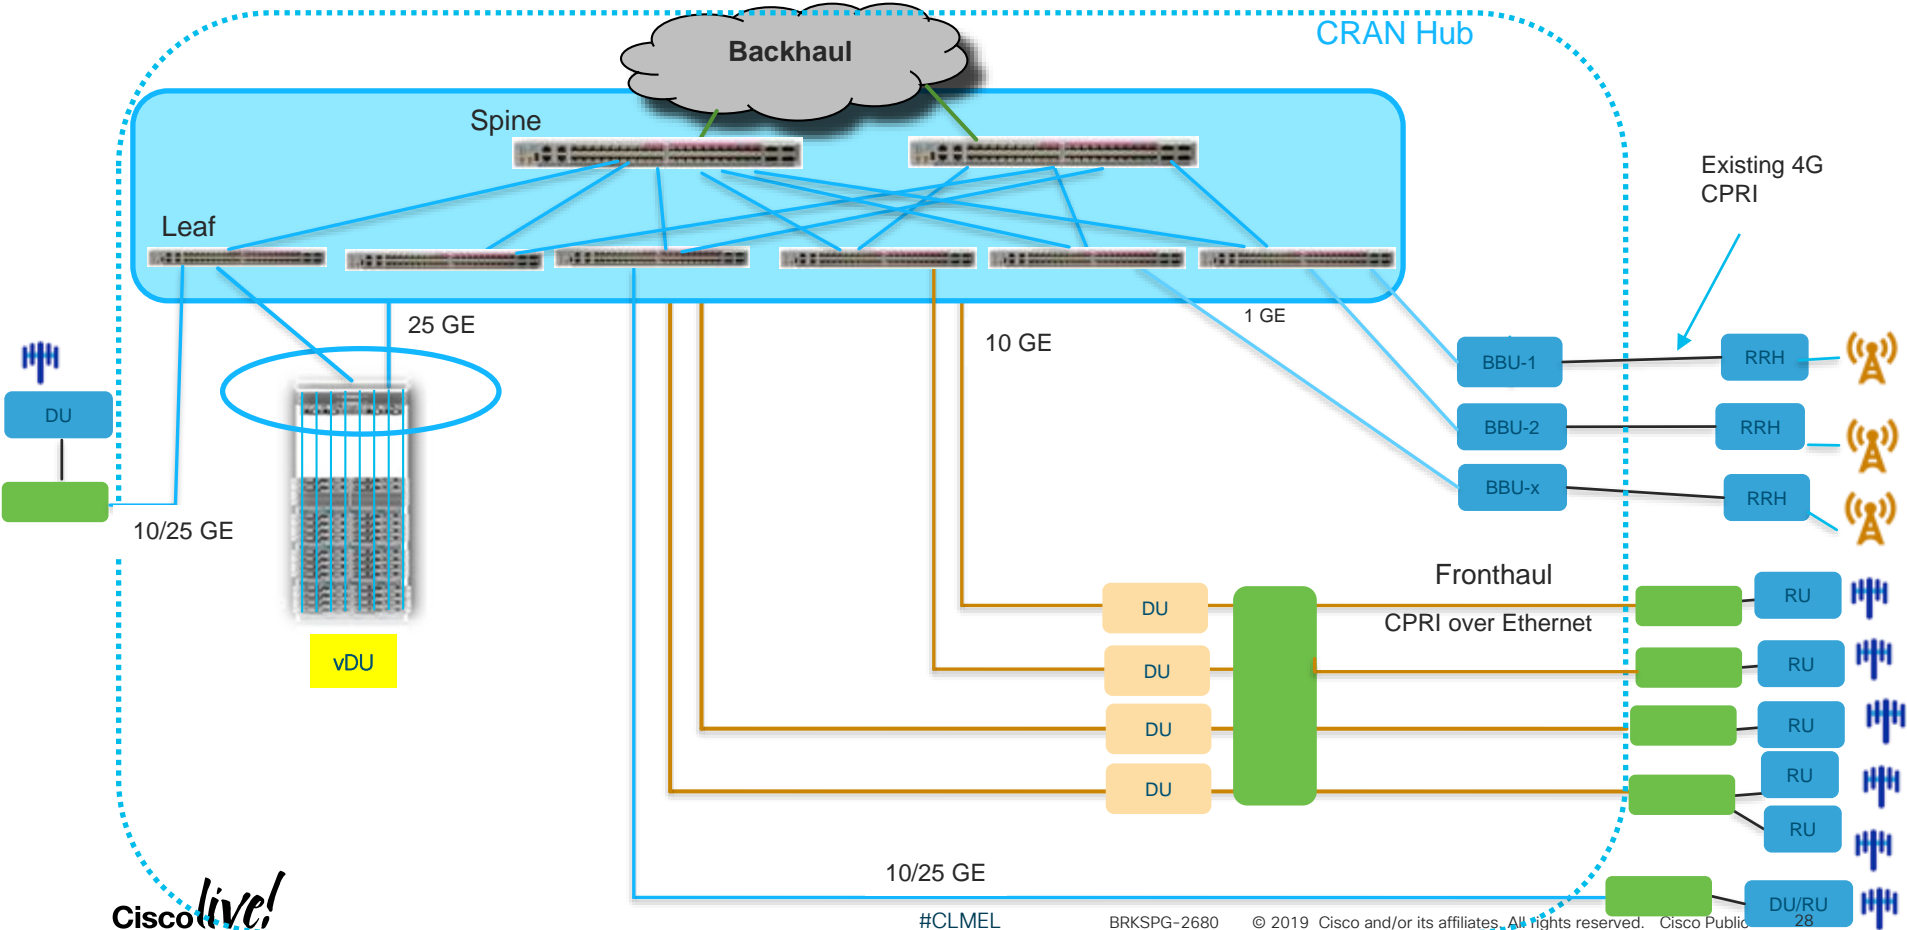 Backhaul
CRAN Hub
Spine
Existing 4G
CPRI
Leaf
25 GE
1 GE
10 GE
BBU-1
RRH
DU
BBU-2
RRH
BBU-x
RRH
10/25 GE
Fronthaul
CPRI over Ethernet
DU
RU
vDU
DU
RU
DU
RU
DU
RU
RU
10/25 GE
DU/RU
Cisco live!
#CLMEL
BRKSPG-2680
© 2019 Cisco and/or its affiliates. All rights reserved. Cisco Public
28